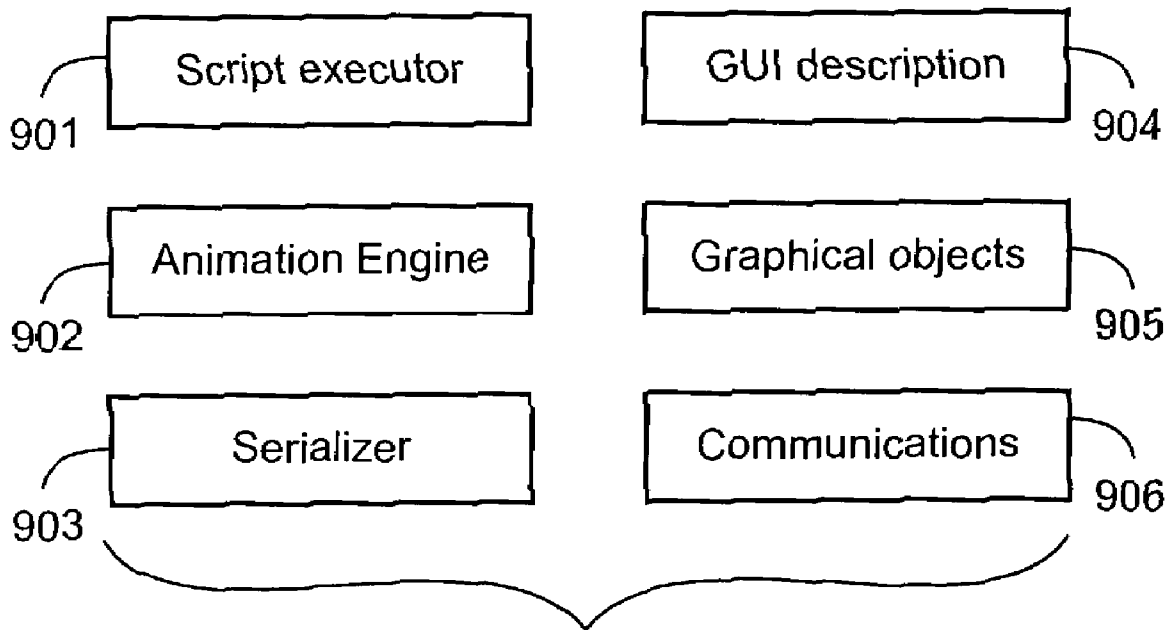 Script executor
GUI description
901
904
Animation Engine
Graphical objects
902
905
Serializer
Communications
903
906